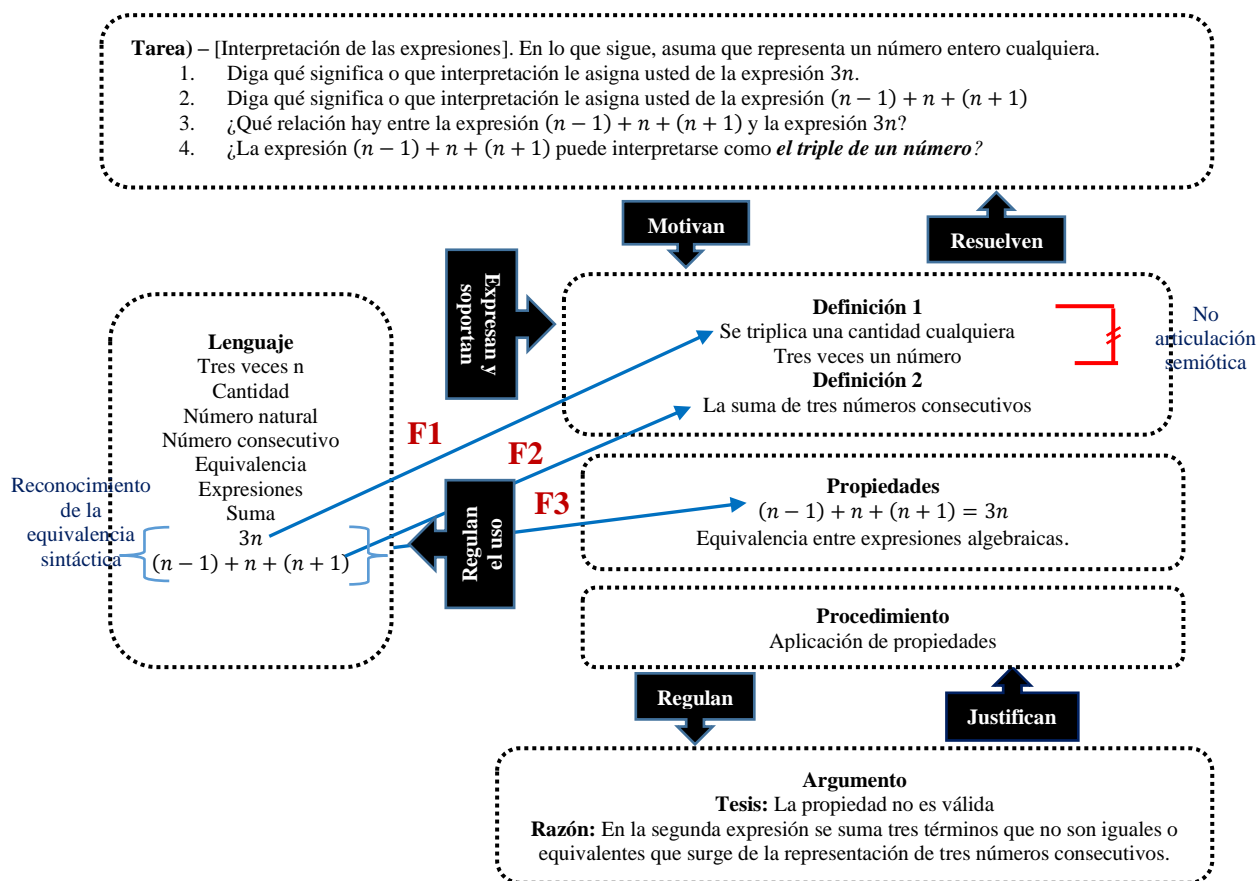 Tarea) – [Interpretación de las expresiones]. En lo que sigue, asuma que representa un número entero cualquiera.
1. Diga qué significa o que interpretación le asigna usted de la expresión 3n.
2. Diga qué significa o que interpretación le asigna usted de la expresión (n − 1) + n + (n + 1)
3. ¿Qué relación hay entre la expresión (n − 1) + n + (n + 1) y la expresión 3n?
4. ¿La expresión (n − 1) + n + (n + 1) puede interpretarse como el triple de un número?
Motivan
Resuelven
Expresan y
soportan
Lenguaje
Tres veces n
Cantidad
Número natural
Número consecutivo
Equivalencia
Expresiones
Suma
3n
(n − 1) + n + (n + 1)
Reconocimiento
de la
equivalencia
sintáctica
F1
F2
F3
Regulan
el uso
Definición 1
Se triplica una cantidad cualquiera
Tres veces un número
Definición 2
La suma de tres números consecutivos
No
articulación
semiótica
Propiedades
(n − 1) + n + (n + 1) = 3n
Equivalencia entre expresiones algebraicas.
Procedimiento
Aplicación de propiedades
Regulan
Justifican
Argumento
Tesis: La propiedad no es válida
Razón: En la segunda expresión se suma tres términos que no son iguales o
equivalentes que surge de la representación de tres números consecutivos.